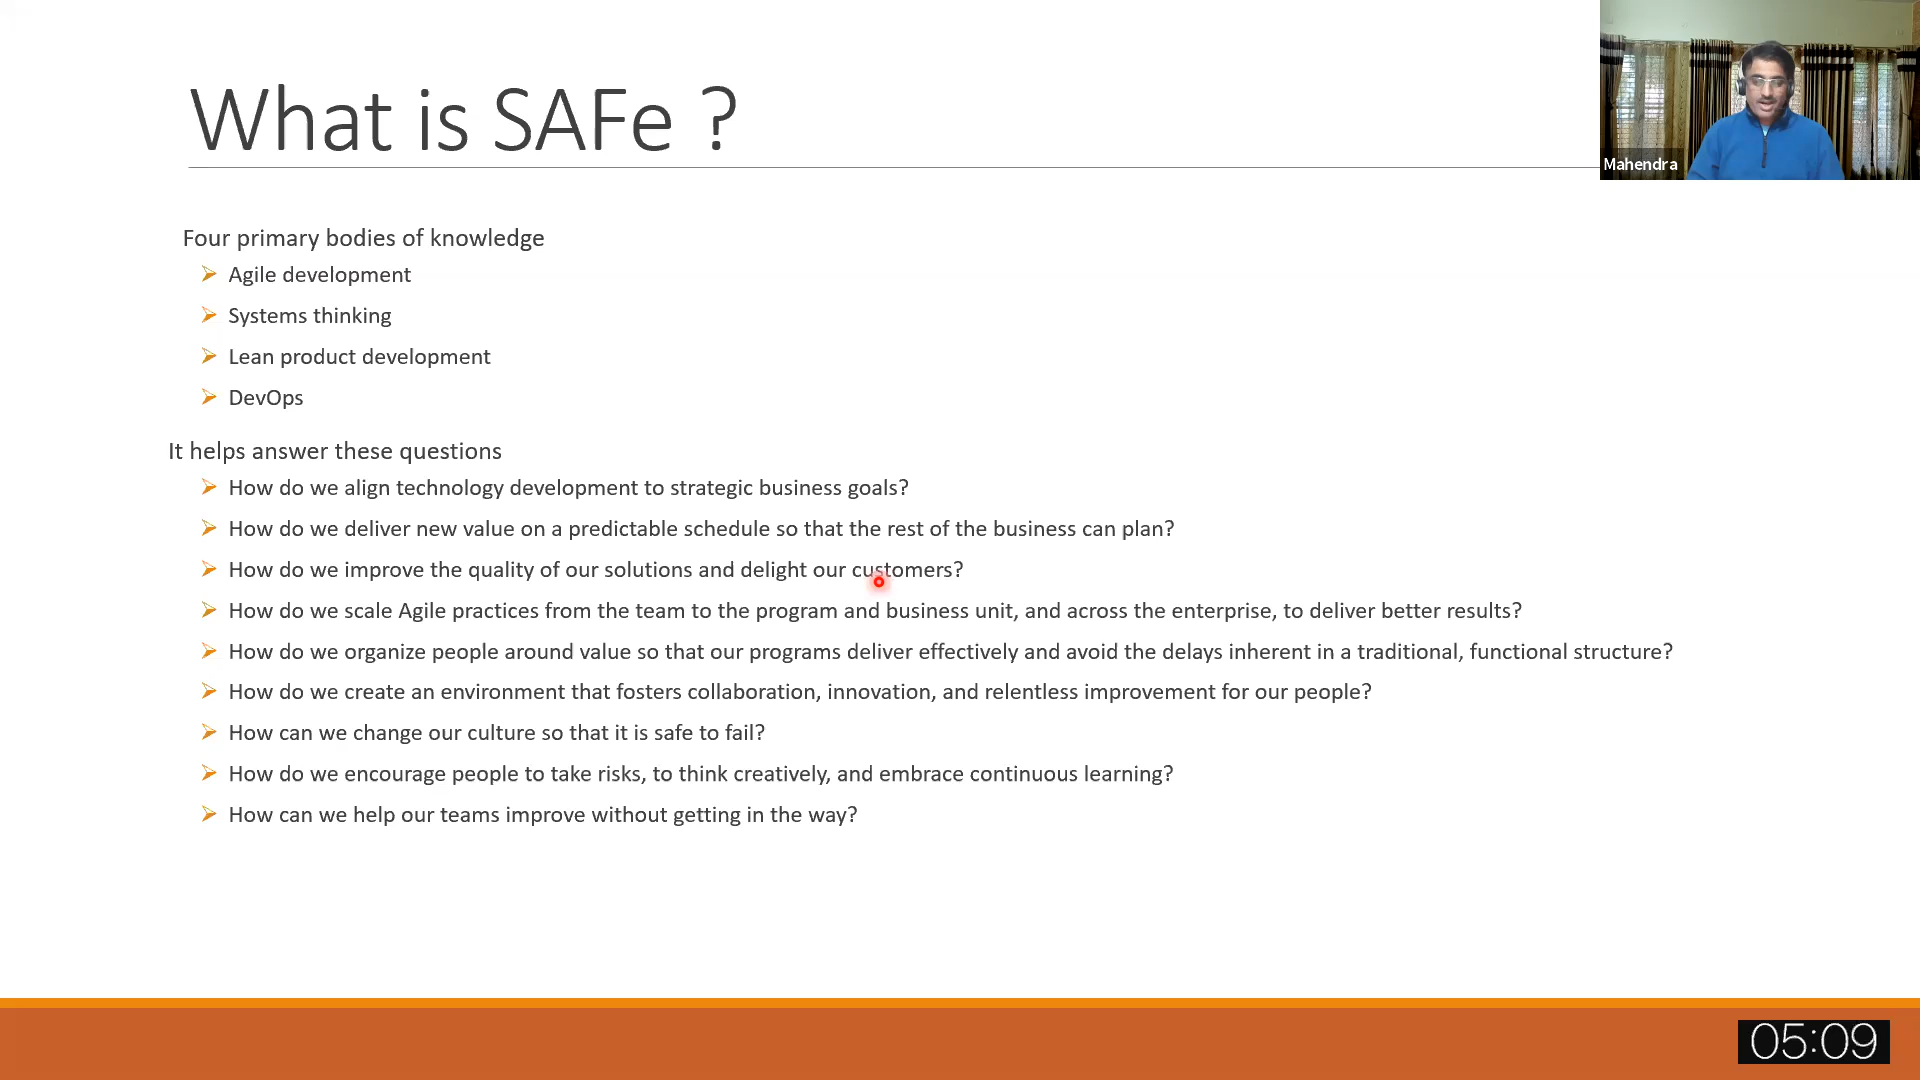 What is SAFe ?
Mahendra
Four primary bodies of knowledge
Agile development
Systems thinking
Lean product development
DevOps
It helps answer these questions
How do we align technology development to strategic business goals?
How do we deliver new value on a predictable schedule so that the rest of the business can plan?
How do we improve the quality of our solutions and delight our customers?
How do we scale Agile practices from the team to the program and business unit, and across the enterprise, to deliver better results?
How do we organize people around value so that our programs deliver effectively and avoid the delays inherent in a traditional, functional structure?
How do we create an environment that fosters collaboration, innovation, and relentless improvement for our people?
How can we change our culture so that it is safe to fail?
How do we encourage people to take risks, to think creatively, and embrace continuous learning?
How can we help our teams improve without getting in the way?
05:09